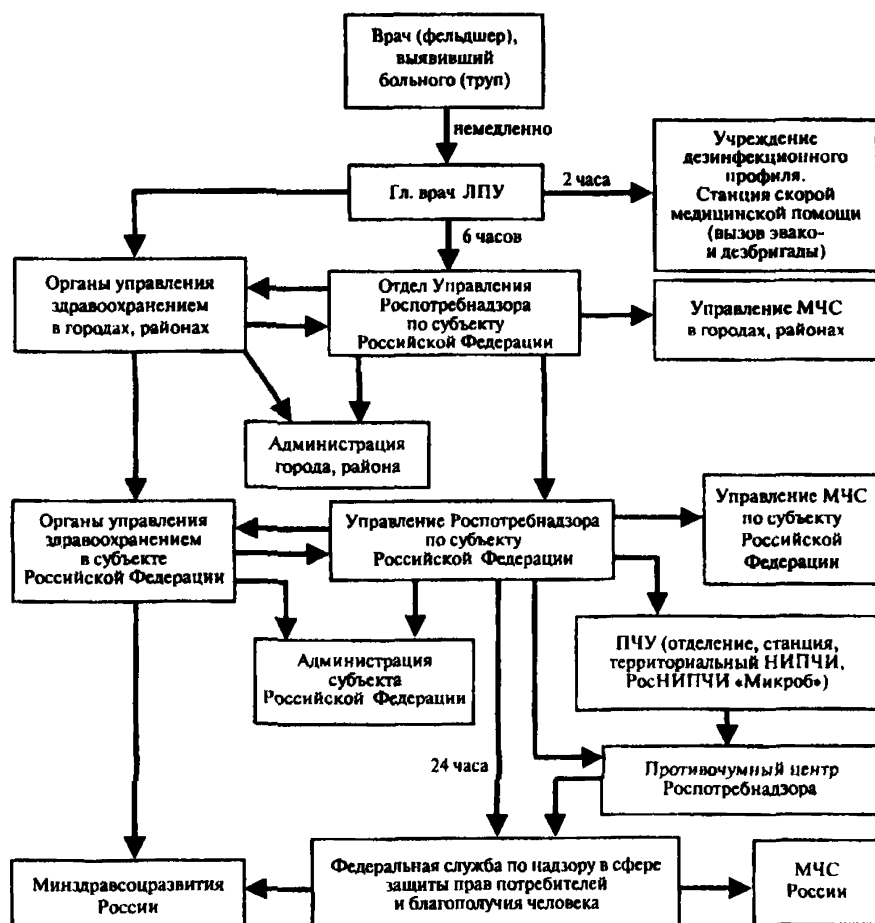 Врач (фельдшер),
выявивший
больного (труп)
немедленно
Гл. врач ЛПУ
2 часа
Учреждение
дезинфекционного
профиля.
Станция скорой
медицинской помощи
(вызов эвако-
и дезбригады)
6 часов
Органы управления
здравоохранением
в городах, районах
Отдел Управления
Роспотребнадзора
по субъекту
Российской Федерации
Управление МЧС
в городах, районах
Администрация
города, района
Органы управления
здравоохранением
в субъекте
Российской Федерации
Управление Роспотребнадзора
по субъекту
Российской Федерации
Управление МЧС
по субъекту
Российской
Федерации
Администрация
субъекта
Российской Федерации
ПЧУ (отделение, станция,
территориальный НИПЧИ,
РосНИПЧИ «Микроб»)
24 часа
Противочумный центр
Роспотребнадзора
Минздравсоцразвития
России
Федеральная служба по надзору в сфере
защиты прав потребителей
и благополучия человека
МЧС
России